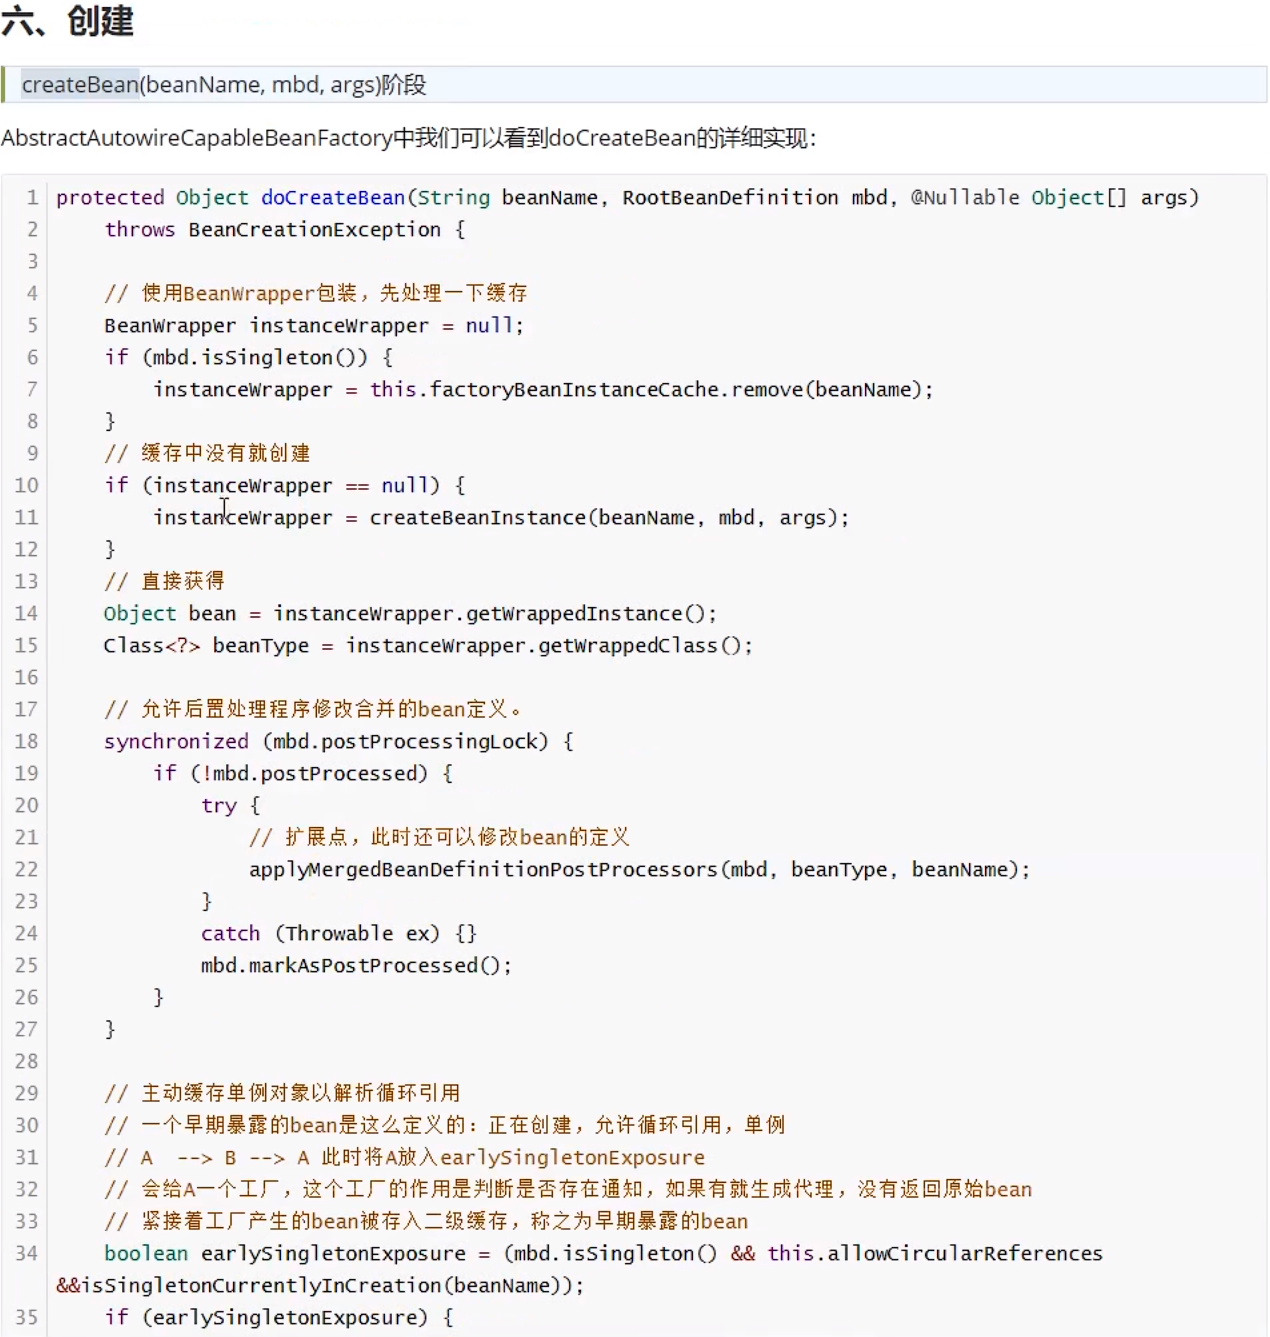 六、创建
createBean(beanName, mbd, args)阶段
AbstractAutowireCapableBeanFactory中我们可以看到doCreateBean的详细实现：
1 protected Object doCreateBean(String beanName, RootBeanDefinition mbd, @Nullable Object[] args)
2     throws BeanCreationException {
3
4     // 使用BeanWrapper包装，先处理一下缓存
5     BeanWrapper instanceWrapper = null;
6     if (mbd.isSingleton()) {
7         instanceWrapper = this.factoryBeanInstanceCache.remove(beanName);
8     }
9     // 缓存中没有就创建
10     if (instanceWrapper == null) {
11         instanceWrapper = createBeanInstance(beanName, mbd, args);
12     }
13     // 直接获得
14     Object bean = instanceWrapper.getWrappedInstance();
15     Class<?> beanType = instanceWrapper.getWrappedClass();
16
17     // 允许后置处理程序修改合并的bean定义。
18     synchronized (mbd.postProcessingLock) {
19         if (!mbd.postProcessed) {
20             try {
21                 // 扩展点，此时还可以修改bean的定义
22                 applyMergedBeanDefinitionPostProcessors(mbd, beanType, beanName);
23             }
24             catch (Throwable ex) {}
25             mbd.markAsPostProcessed();
26         }
27     }
28
29     // 主动缓存单例对象以解析循环引用
30     // 一个早期暴露的bean是这么定义的：正在创建，允许循环引用，单例
31     // A  --> B --> A 此时将A放入earlySingletonExposure
32     // 会给A一个工厂，这个工厂的作用是判断是否存在通知，如果有就生成代理，没有返回原始bean
33     // 紧接着工厂产生的bean被存入二级缓存，称之为早期暴露的bean
34     boolean earlySingletonExposure = (mbd.isSingleton() && this.allowCircularReferences
&&isSingletonCurrentlyInCreation(beanName));
35     if (earlySingletonExposure) {